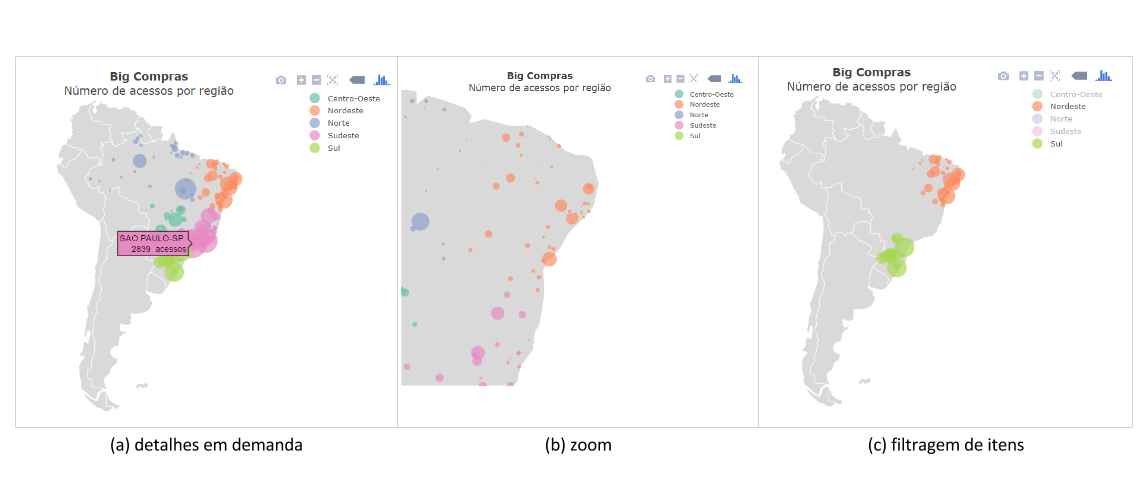 Big Compras
Número de acessos por região
Centro-Oeste
Nordeste
Norte
Sudeste
Sul
SAO PAULO-SP
2839 acessos
(a) detalhes em demanda
Big Compras
Número de acessos por região
Centro-Oeste
Nordeste
Norte
Sudeste
Sul
(b) zoom
Big Compras
Número de acessos por região
Centro-Oeste
Nordeste
Norte
Sudeste
Sul
(c) filtragem de itens